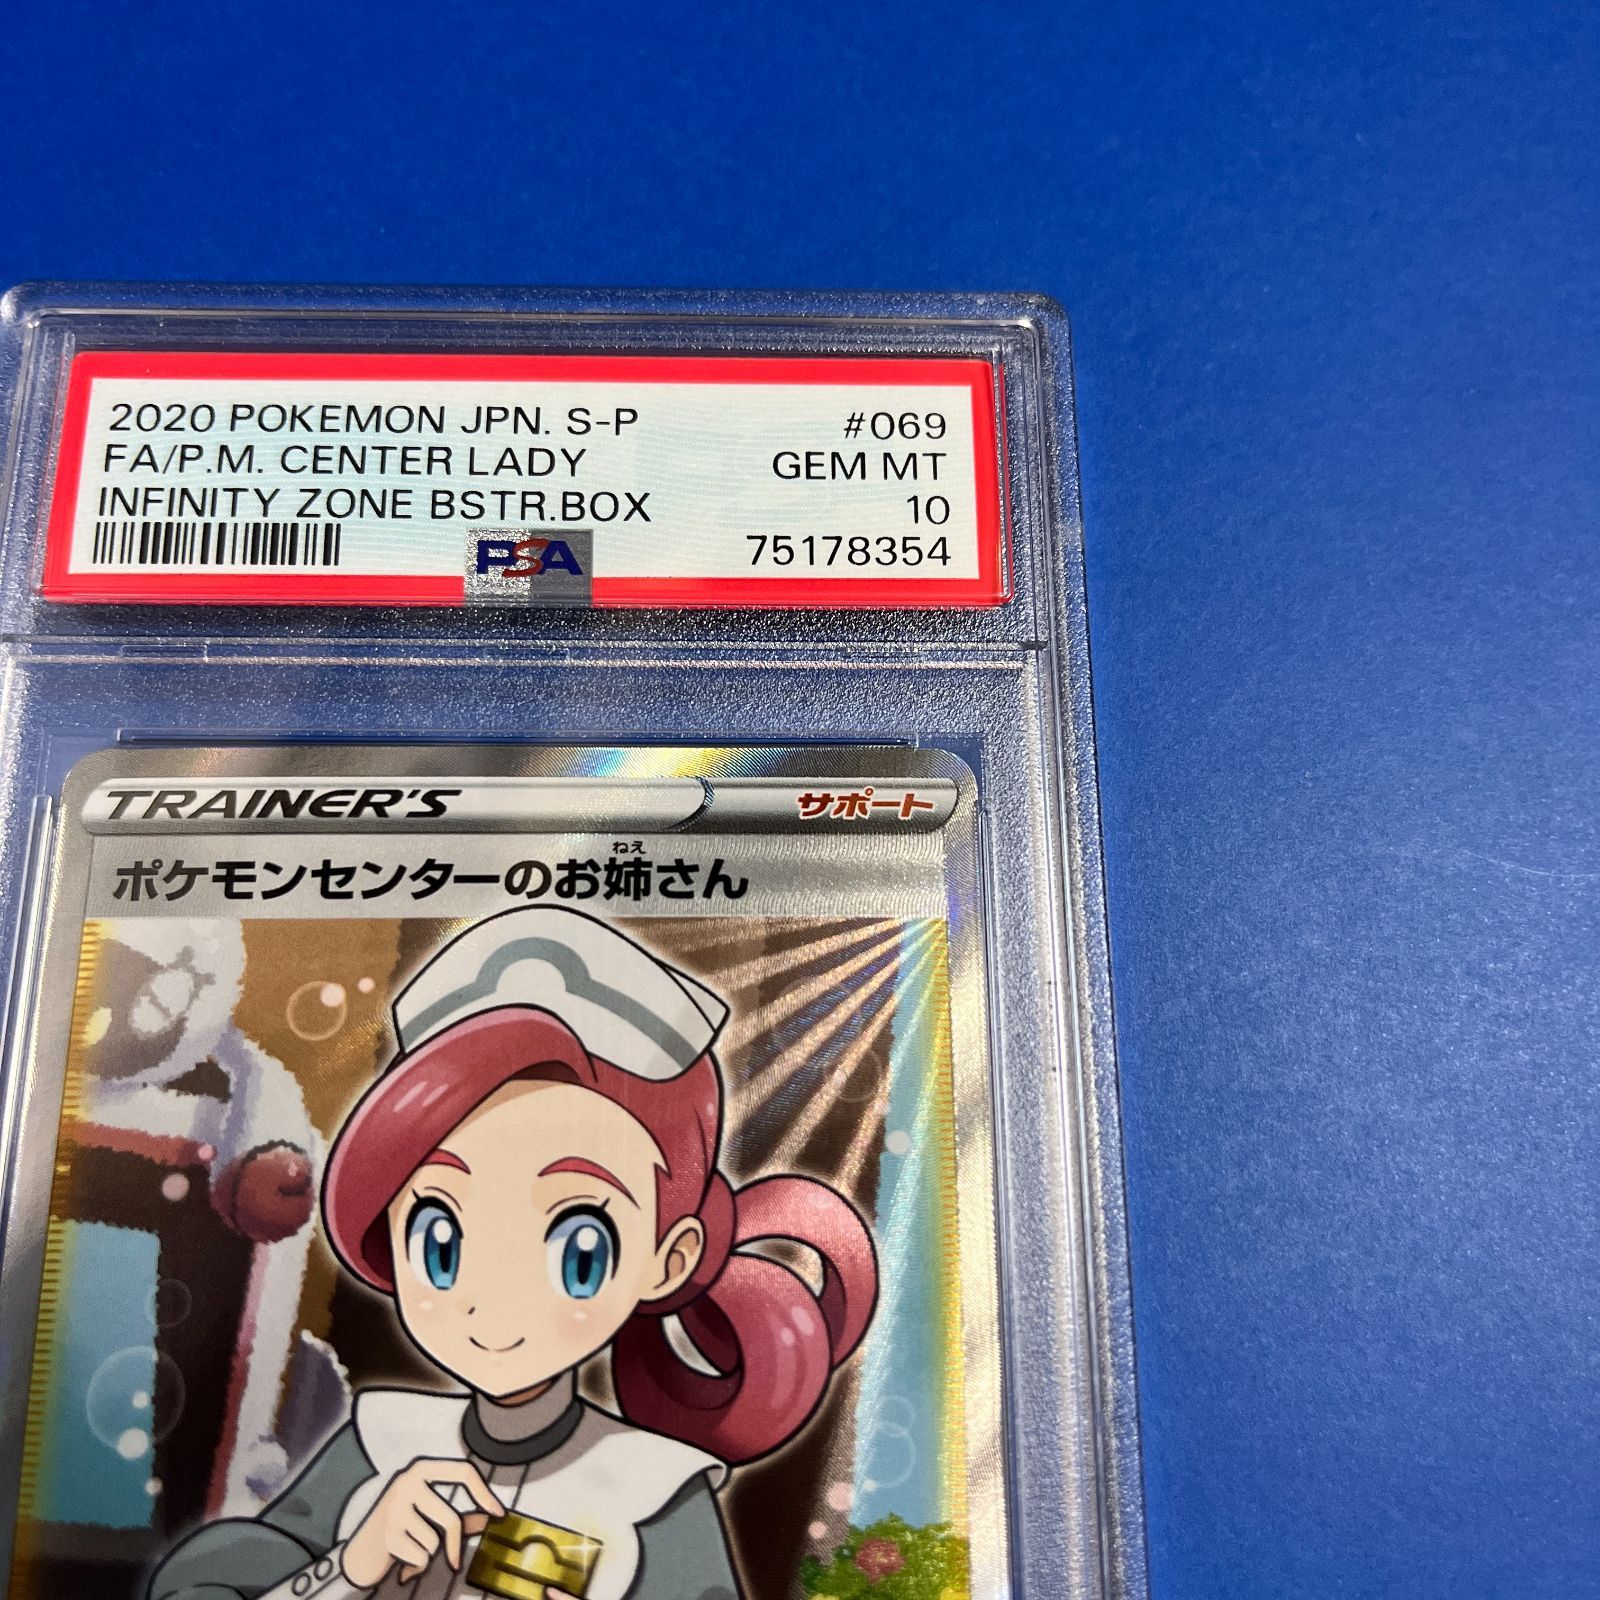 2020 POKEMON JPN. S-P #069
FA/P.M. CENTER LADY GEM MT
INFINITY ZONE BSTR.BOX 10
PSA 75178354
TRAINER'S サポート
ねえ
ポケモンセンターのお姉さん